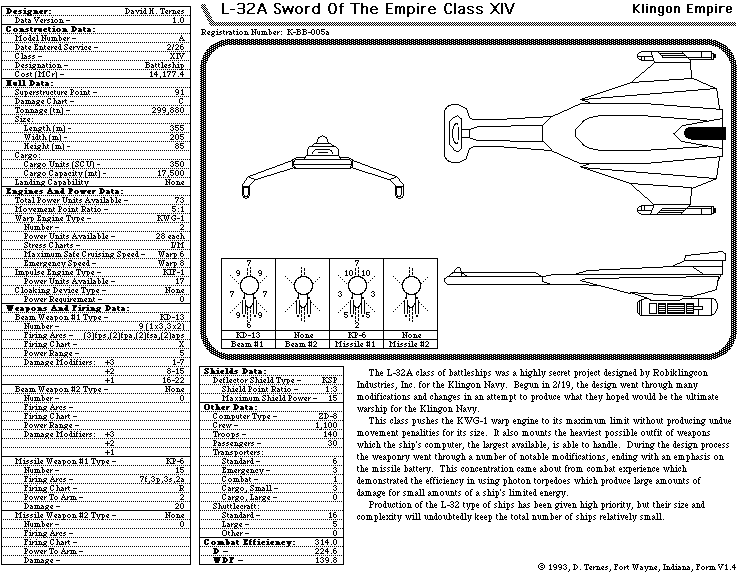 Designer: David H. Ternes
Data Version - 1.0
Construction Data:
Model Number - A
Date Entered Service - 2/26
Class - XIV
Designation - Battleship
Cost (MCr) - 14,177.4
Hull Data:
Superstructure Point - 91
Damage Chart - C
Tonnage (tn) - 299,880
Size:
Length (m) - 355
Width (m) - 205
Height (m) - 85
Cargo:
Cargo Units (SCU) - 350
Cargo Capacity (mt) - 17,500
Landing Capability None
Engines And Power Data:
Total Power Units Available - 73
Movement Point Ratio - 5:1
Warp Engine Type - KWG-1
Number - 2
Power Units Available - 28 each
Stress Charts - I/M
Maximum Safe Cruising Speed - Warp 6
Emergency Speed - Warp 8
Impulse Engine Type - KIF-1
Power Units Available - 17
Cloaking Device Type - None
Power Requirement - 0
Weapons And Firing Data:
Beam Weapon #1 Type - KD-13
Number - 9 (1x3,3x2)
Firing Arcs - (3)fps,(2)fpa,(2)fsa,(2)aps
Firing Chart - X
Power Range - 5
Damage Modifiers: +3 1-7
+2 8-15
+1 16-22
Beam Weapon #2 Type - None
Number - 0
Firing Arcs -
Firing Chart -
Power Range -
Damage Modifiers: +3
+2
+1
Missile Weapon #1 Type - KP-6
Number - 15
Firing Arcs - 7f,3p,3s,2a
Firing Chart - R
Power To Arm - 2
Damage - 20
Missile Weapon #2 Type - None
Number - 0
Firing Arcs -
Firing Chart -
Power To Arm -
Damage -
L-32A Sword Of The Empire Class XIV
Klingon Empire
Registration Number: K-BB-005a
7 7
9 9 10 10
7 7 3 3
9 9 5 5
6 2
KD-13 None KP-6 None
Beam #1 Beam #2 Missile #1 Missile #2
Shields Data:
Deflector Shield Type - KSP
Shield Point Ratio - 1:3
Maximum Shield Power - 15
Other Data:
Computer Type - ZD-8
Crew - 1,100
Troops - 140
Passengers - 30
Transporters:
Standard - 6
Emergency - 3
Combat - 1
Cargo, Small - 2
Cargo, Large - 0
Shuttlecraft:
Standard - 16
Large - 5
Other - 0
Combat Efficiency: 314.0
D - 224.6
WDF - 139.8
The L-32A class of battleships was a highly secret project designed by Robiklingcon
Industries, Inc. for the Klingon Navy. Begun in 2/19, the design went through many
modifications and changes in an attempt to produce what they hoped would be the ultimate
warship for the Klingon Navy.
This class pushes the KWG-1 warp engine to its maximum limit without producing undue
movement penalities for its size. It also mounts the heaviest possible outfit of weapons
which the ship's computer, the largest available, is able to handle. During the design process
the weaponry went through a number of notable modifications, ending with an emphasis on
the missile battery. This concentration came about from combat experience which
demonstrated the efficiency in using photon torpedoes which produce large amounts of
damage for small amounts of a ship's limited energy.
Production of the L-32 type of ships has been given high priority, but their size and
complexity will undoubtedly keep the total number of ships relatively small.
© 1993, D. Ternes, Fort Wayne, Indiana, Form V1.4